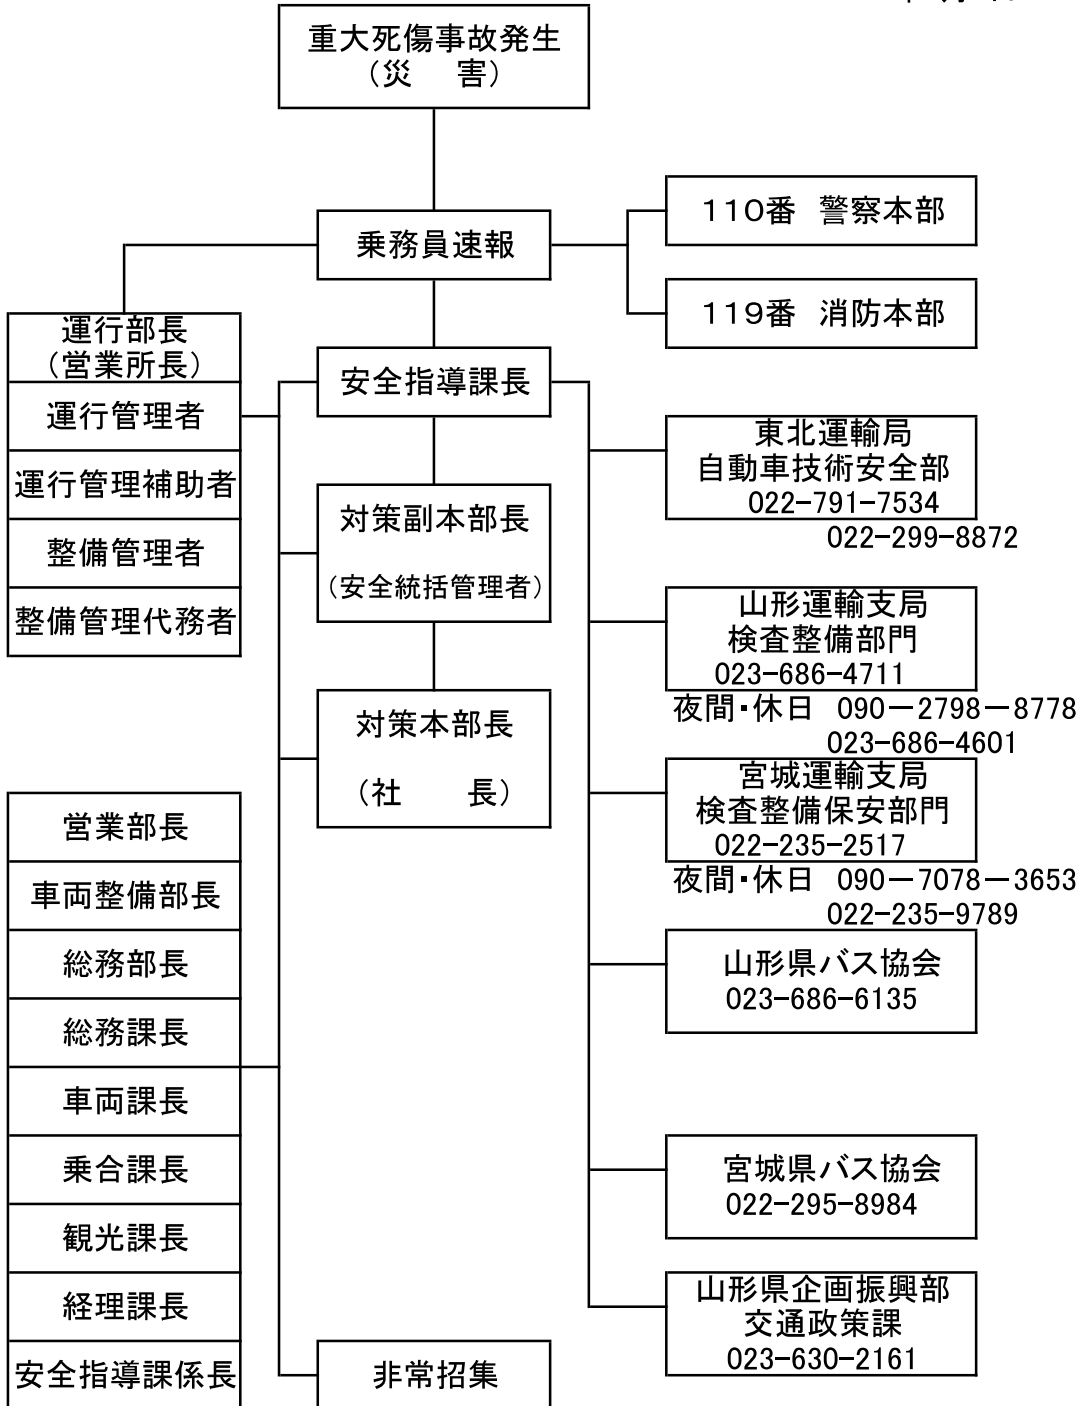 重大死傷事故発生
（災　害）
乗務員速報
110番　警察本部
119番　消防本部
運行部長
（営業所長）
運行管理者
運行管理補助者
整備管理者
整備管理代務者
安全指導課長
対策副本部長
（安全統括管理者）
対策本部長
（社　　長）
東北運輸局
自動車技術安全部
022-791-7534
022-299-8872
山形運輸支局
検査整備部門
023-686-4711
夜間・休日　090－2798－8778
023-686-4601
宮城運輸支局
検査整備保安部門
022-235-2517
夜間・休日　090－7078－3653
022-235-9789
山形県バス協会
023-686-6135
宮城県バス協会
022-295-8984
山形県企画振興部
交通政策課
023-630-2161
営業部長
車両整備部長
総務部長
総務課長
車両課長
乗合課長
観光課長
経理課長
安全指導課係長
非常招集